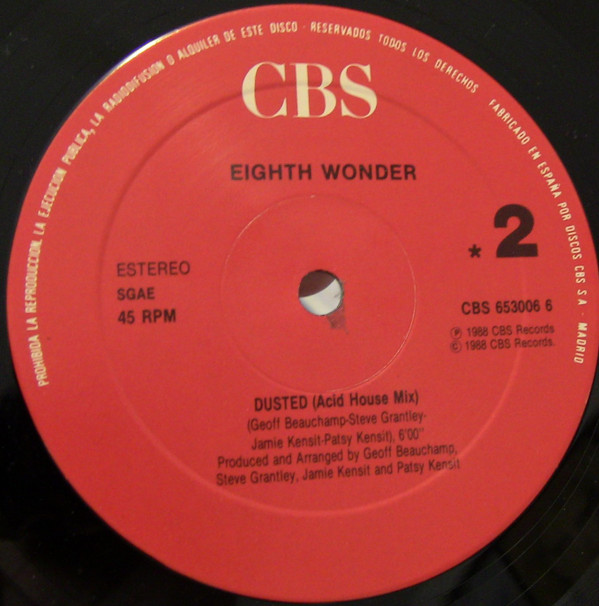 PROHIBIDA LA REPRODUCCION, LA EJECUCION PUBLICA, LA RADIODIFUSION O ALQUILER DE ESTE DISCO · RESERVADOS TODOS LOS DERECHOS · FABRICADO EN ESPAÑA POR DISCOS CBS S A · MADRID
CBS
EIGHTH WONDER
* 2
ESTEREO
SGAE
45 RPM
CBS 653006 6
Ⓟ 1988 CBS Records
© 1988 CBS Records.
DUSTED (Acid House Mix)
(Geoff Beauchamp-Steve Grantley-
Jamie Kensit-Patsy Kensit), 6'00"
Produced and Arranged by Geoff Beauchamp,
Steve Grantley, Jamie Kensit and Patsy Kensit